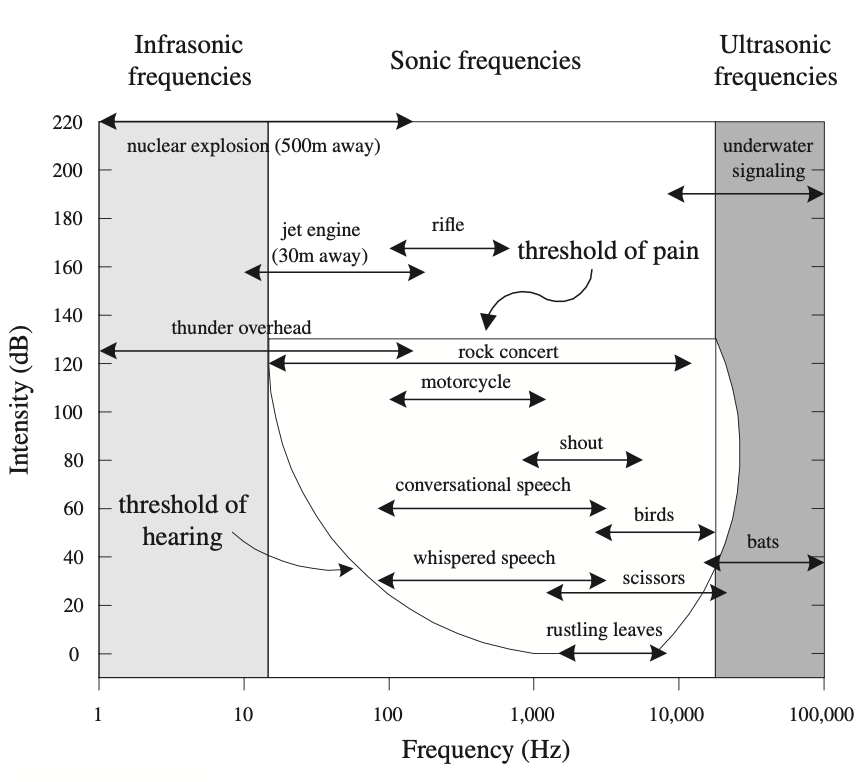 Infrasonic
frequencies
Sonic frequencies
Ultrasonic
frequencies
220
nuclear explosion (500m away)
underwater
signaling
200
180
rifle
jet engine
(30m away)
threshold of pain
160
140
thunder overhead
rock concert
120
motorcycle
100
shout
80
conversational speech
threshold of
hearing
60
birds
bats
40
whispered speech
scissors
20
rustling leaves
0
Intensity (dB)
1
10
100
1,000
10,000
100,000
Frequency (Hz)